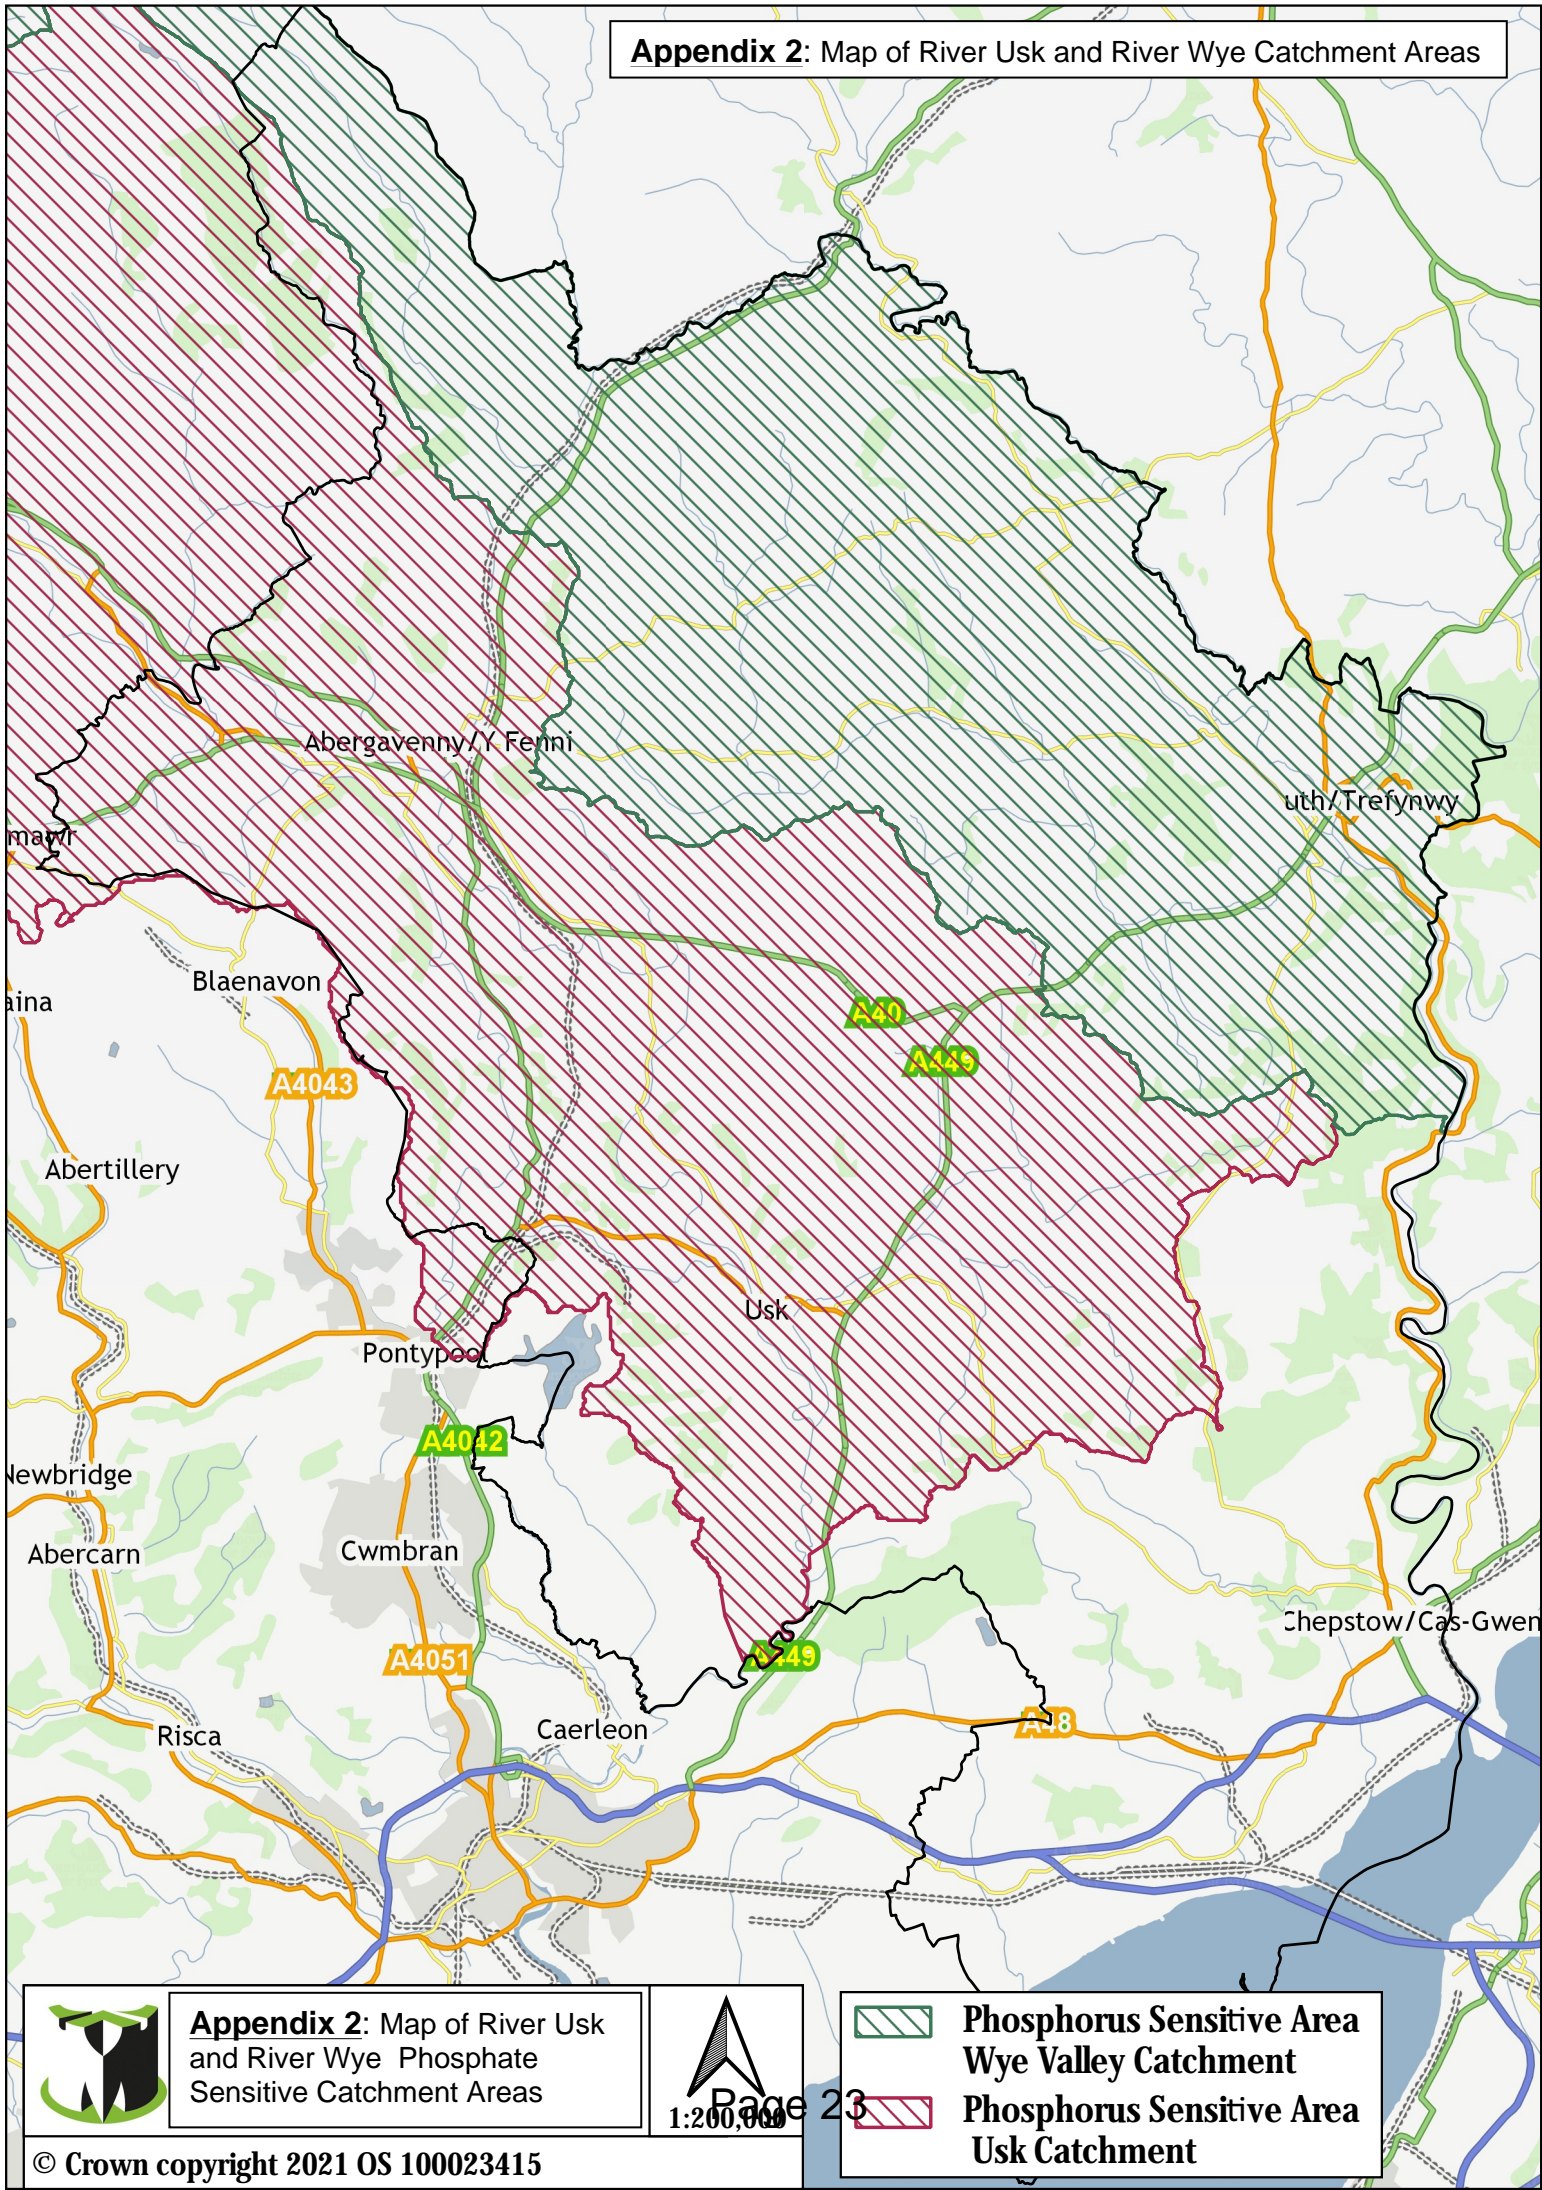 Appendix 2: Map of River Usk and River Wye Catchment Areas
Abergavenny/Y Fenni
uth/Trefynwy
mawr
Blaenavon
aina
A40
A449
A4043
Abertillery
Usk
Pontypool
A4042
Newbridge
Cwmbran
Abercarn
Chepstow/Cas-Gwen
A449
A4051
A48
Caerleon
Risca
Appendix 2: Map of River Usk
and River Wye Phosphate
Sensitive Catchment Areas
1:200,000
Page 23
© Crown copyright 2021 OS 100023415
Phosphorus Sensitive Area
Wye Valley Catchment
Phosphorus Sensitive Area
Usk Catchment